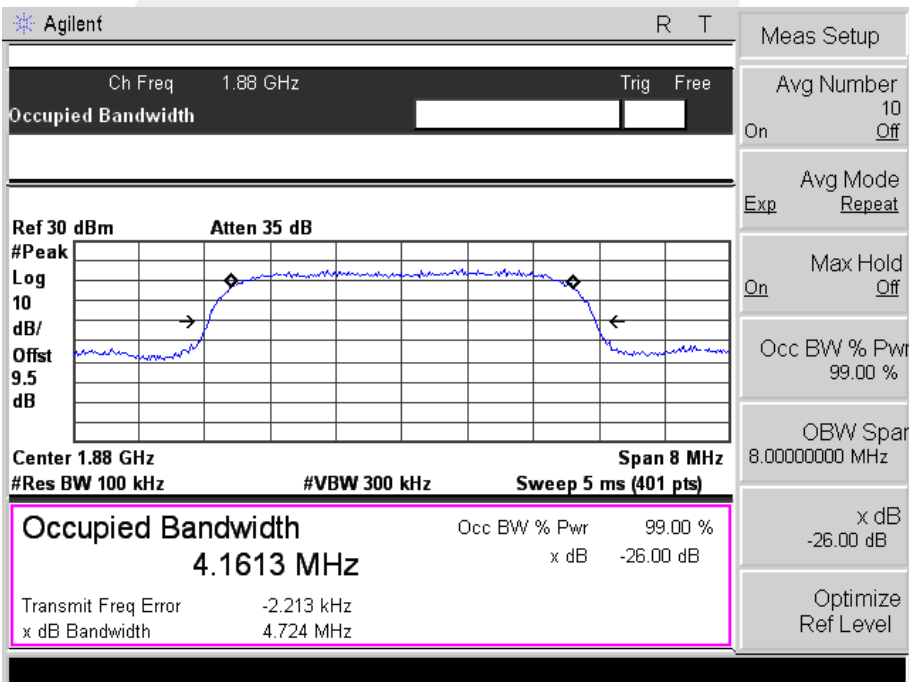 Agilent R T
Ch Freq 1.88 GHz Trig Free
Occupied Bandwidth
Ref 30 dBm Atten 35 dB
#Peak
Log
10
dB/
Offst
9.5
dB
Center 1.88 GHz Span 8 MHz
#Res BW 100 kHz #VBW 300 kHz Sweep 5 ms (401 pts)
Occupied Bandwidth
4.1613 MHz
Occ BW % Pwr 99.00 %
x dB -26.00 dB
Transmit Freq Error -2.213 kHz
x dB Bandwidth 4.724 MHz
Meas Setup
Avg Number
10
On Off
Avg Mode
Exp Repeat
Max Hold
On Off
Occ BW % Pwr
99.00 %
OBW Span
8.00000000 MHz
x dB
-26.00 dB
Optimize
Ref Level